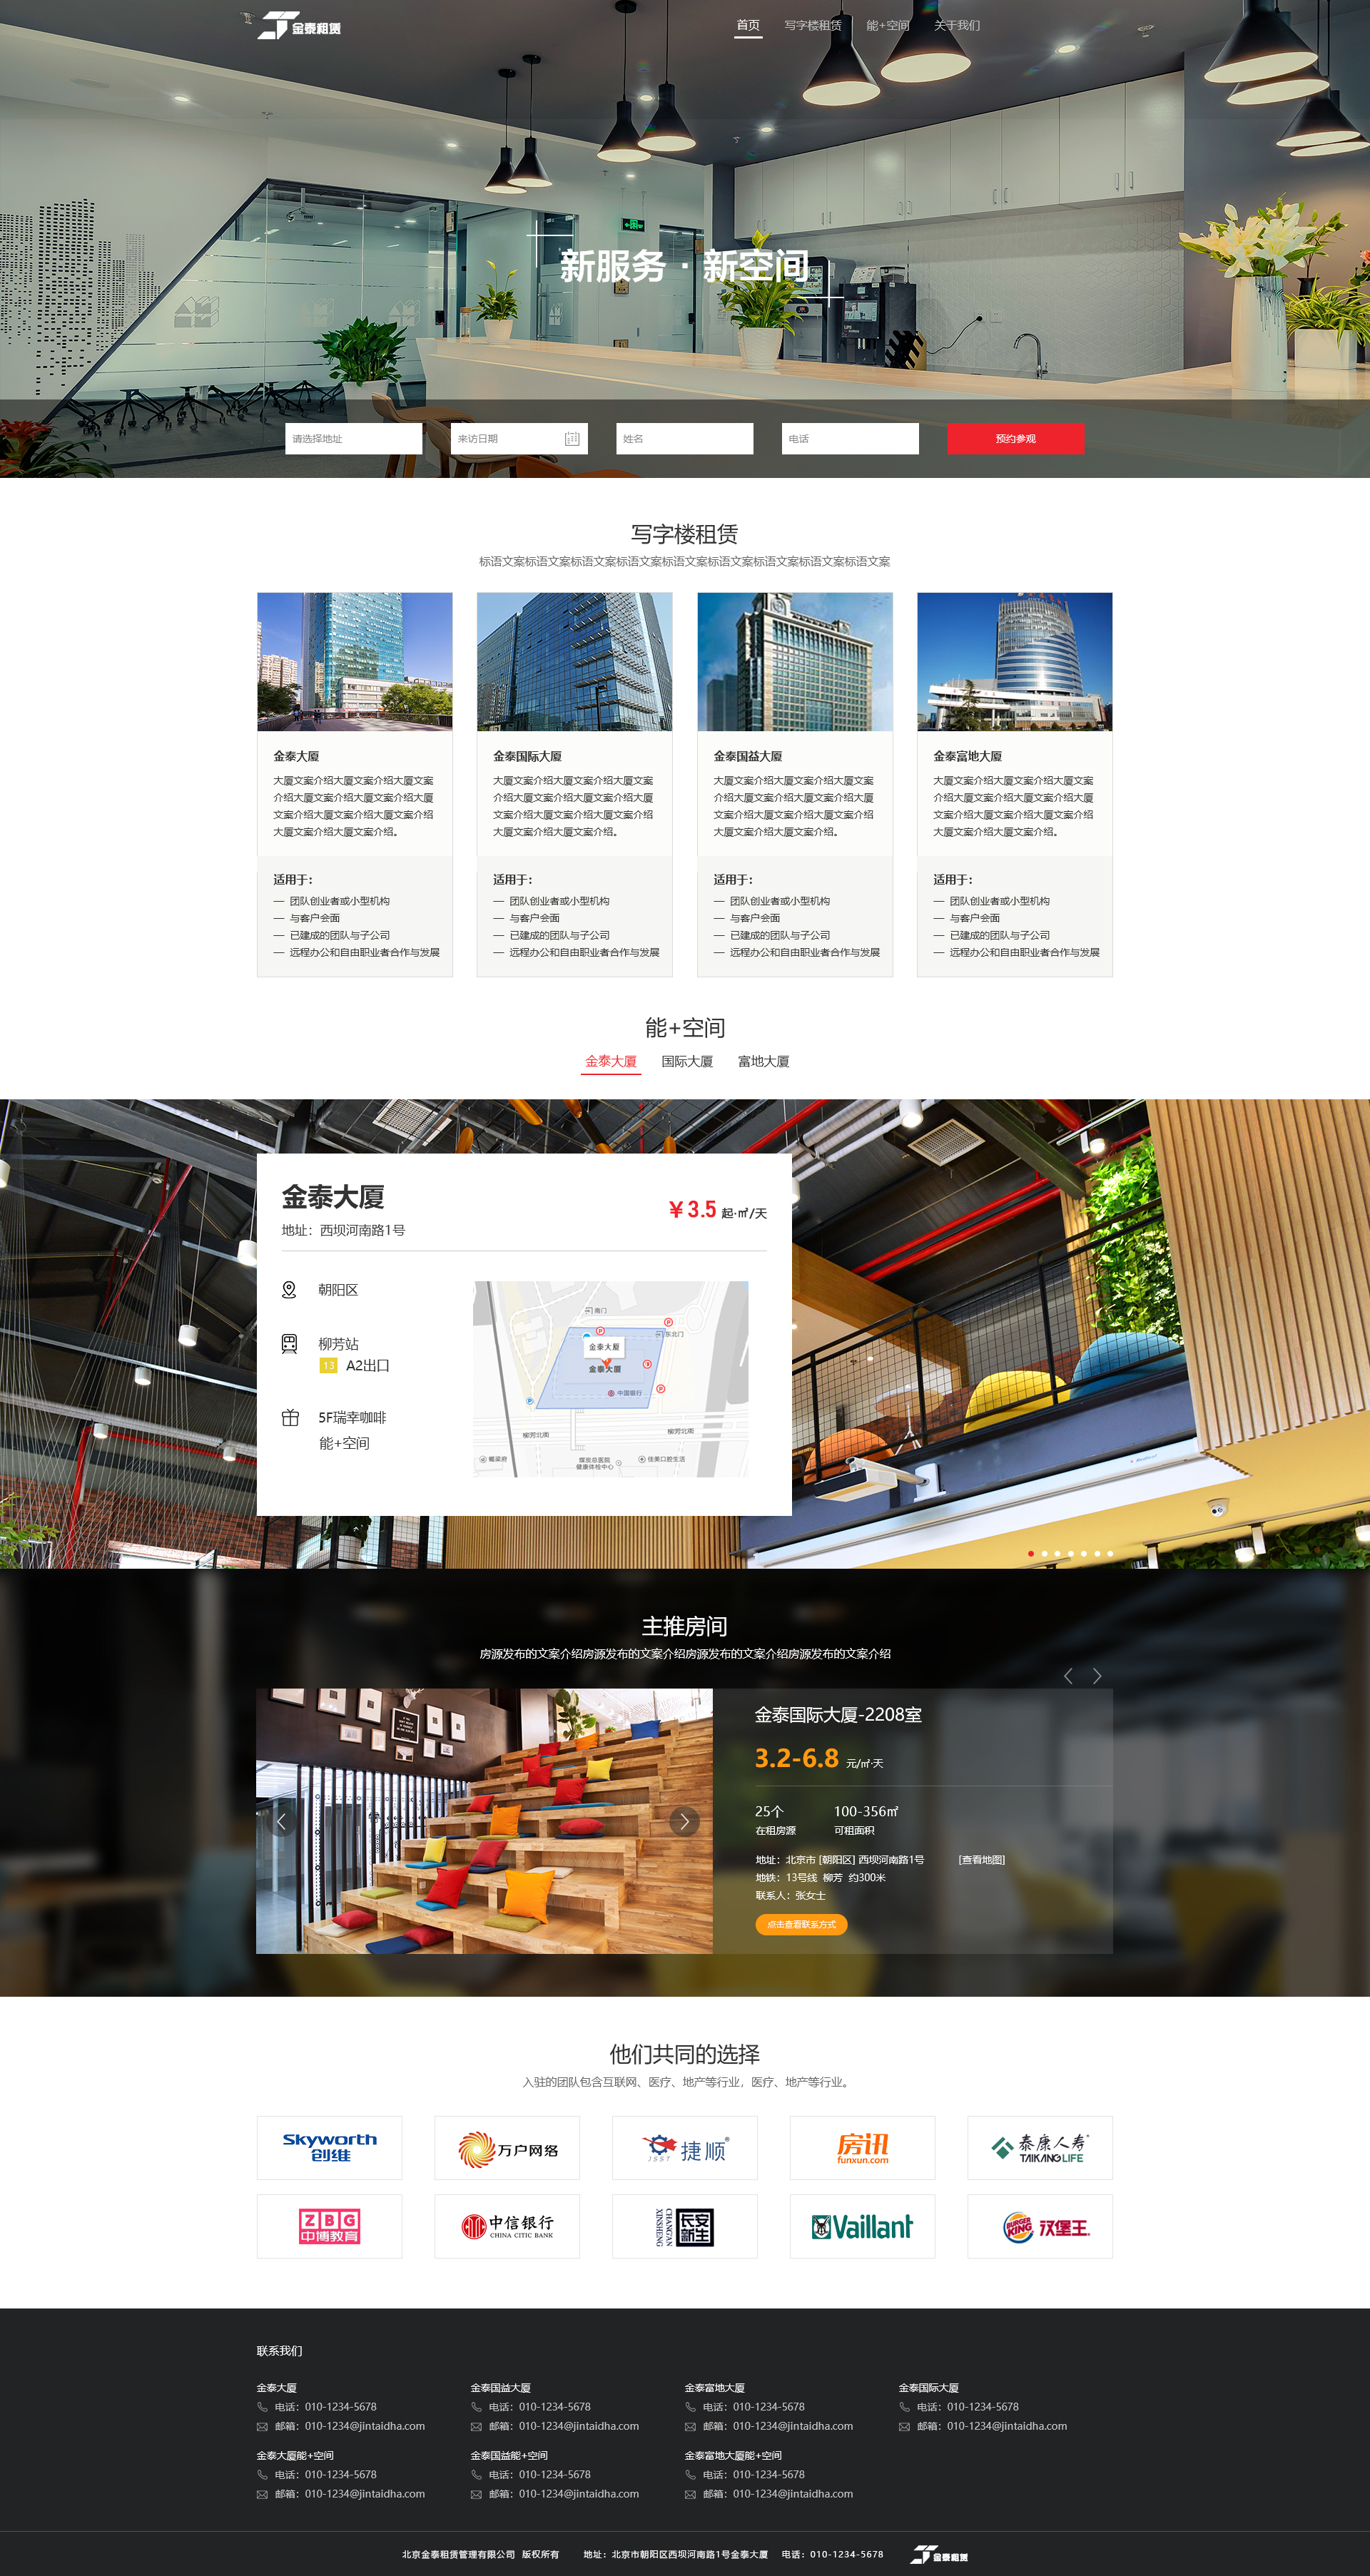 金泰租赁
首页 写字楼租赁 能+空间 关于我们
新服务·新空间
请选择地址 来访日期 姓名 电话 预约参观
写字楼租赁
标语文案标语文案标语文案标语文案标语文案标语文案标语文案标语文案标语文案
金泰大厦
大厦文案介绍大厦文案介绍大厦文案
介绍大厦文案介绍大厦文案介绍大厦
文案介绍大厦文案介绍大厦文案介绍
大厦文案介绍大厦文案介绍。
适用于：
— 团队创业者或小型机构
— 与客户会面
— 已建成的团队与子公司
— 远程办公和自由职业者合作与发展
金泰国际大厦
大厦文案介绍大厦文案介绍大厦文案
介绍大厦文案介绍大厦文案介绍大厦
文案介绍大厦文案介绍大厦文案介绍
大厦文案介绍大厦文案介绍。
适用于：
— 团队创业者或小型机构
— 与客户会面
— 已建成的团队与子公司
— 远程办公和自由职业者合作与发展
金泰国益大厦
大厦文案介绍大厦文案介绍大厦文案
介绍大厦文案介绍大厦文案介绍大厦
文案介绍大厦文案介绍大厦文案介绍
大厦文案介绍大厦文案介绍。
适用于：
— 团队创业者或小型机构
— 与客户会面
— 已建成的团队与子公司
— 远程办公和自由职业者合作与发展
金泰富地大厦
大厦文案介绍大厦文案介绍大厦文案
介绍大厦文案介绍大厦文案介绍大厦
文案介绍大厦文案介绍大厦文案介绍
大厦文案介绍大厦文案介绍。
适用于：
— 团队创业者或小型机构
— 与客户会面
— 已建成的团队与子公司
— 远程办公和自由职业者合作与发展
能+空间
金泰大厦 国际大厦 富地大厦
金泰大厦
¥3.5 起·㎡/天
地址：西坝河南路1号
朝阳区
柳芳站
13 A2出口
5F瑞幸咖啡
能+空间
南门
东北门
金泰大厦
金泰大厦
中国银行
柳芳北街
柳芳北街
煤炭总医院
健康体检中心
佳美口腔生活
主推房间
房源发布的文案介绍房源发布的文案介绍房源发布的文案介绍房源发布的文案介绍
金泰国际大厦-2208室
3.2-6.8 元/㎡·天
25个 100-356㎡
在租房源 可租面积
地址：北京市 [朝阳区] 西坝河南路1号 [查看地图]
地铁：13号线 柳芳 约300米
联系人：张女士
点击查看联系方式
他们共同的选择
入驻的团队包含互联网、医疗、地产等行业，医疗、地产等行业。
Skyworth
创维
万户网络
捷顺®
JSST
房讯
funxun.com
泰康人寿
TAIKANG LIFE
ZBG
中博教育
中信银行
CHINA CITIC BANK
CHANGAN
XINSHENG
长安新生
Vaillant
BURGER KING
汉堡王
联系我们
金泰大厦
电话：010-1234-5678
邮箱：010-1234@jintaidha.com
金泰国益大厦
电话：010-1234-5678
邮箱：010-1234@jintaidha.com
金泰富地大厦
电话：010-1234-5678
邮箱：010-1234@jintaidha.com
金泰国际大厦
电话：010-1234-5678
邮箱：010-1234@jintaidha.com
金泰大厦能+空间
电话：010-1234-5678
邮箱：010-1234@jintaidha.com
金泰国益能+空间
电话：010-1234-5678
邮箱：010-1234@jintaidha.com
金泰富地大厦能+空间
电话：010-1234-5678
邮箱：010-1234@jintaidha.com
北京金泰租赁管理有限公司 版权所有 地址：北京市朝阳区西坝河南路1号金泰大厦 电话：010-1234-5678 金泰租赁